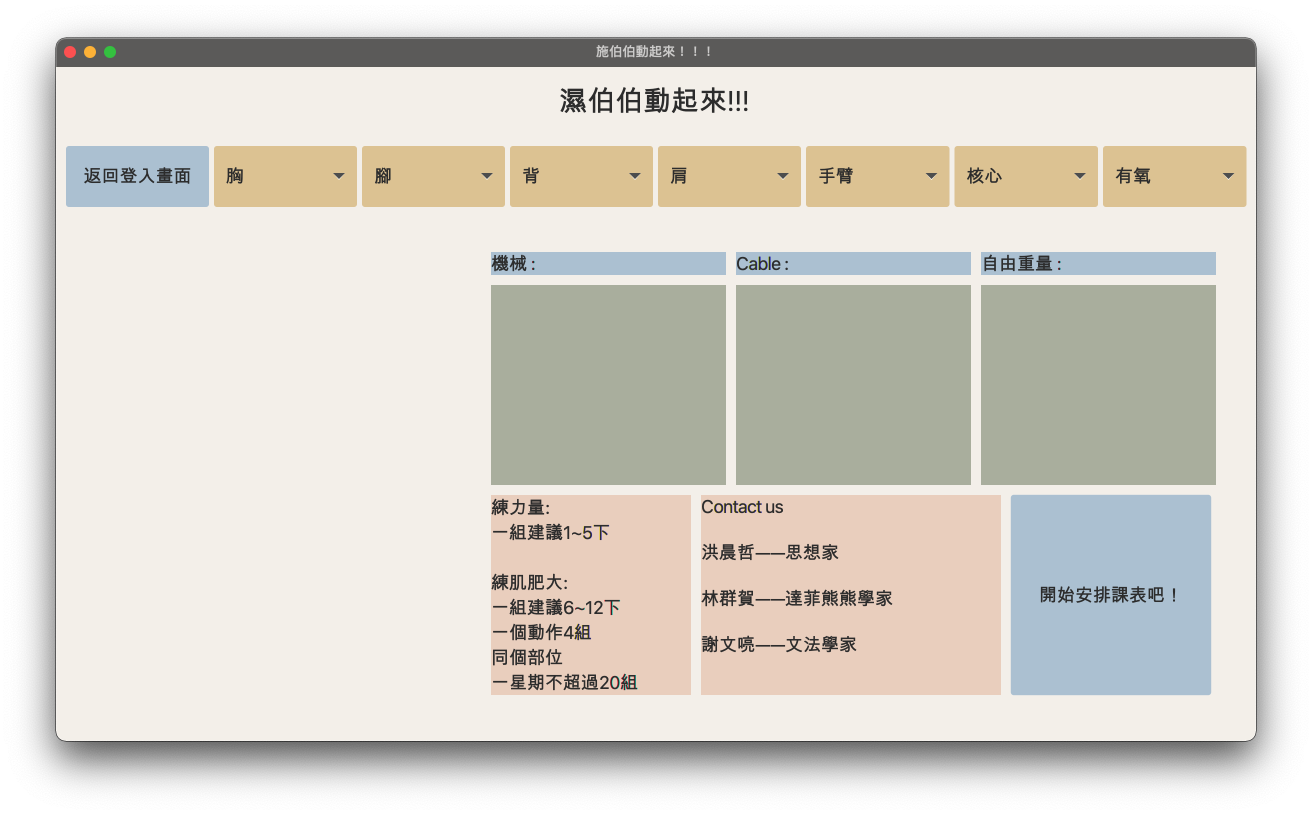 施伯伯動起來！！！
濕伯伯動起來!!!
返回登入畫面
胸
腳
背
肩
手臂
核心
有氧
機械 :
Cable :
自由重量 :
練力量:
一組建議1~5下
練肌肥大:
一組建議6~12下
一個動作4組
同個部位
一星期不超過20組
Contact us
洪晨哲——思想家
林群賀——達菲熊熊學家
謝文喨——文法學家
開始安排課表吧！